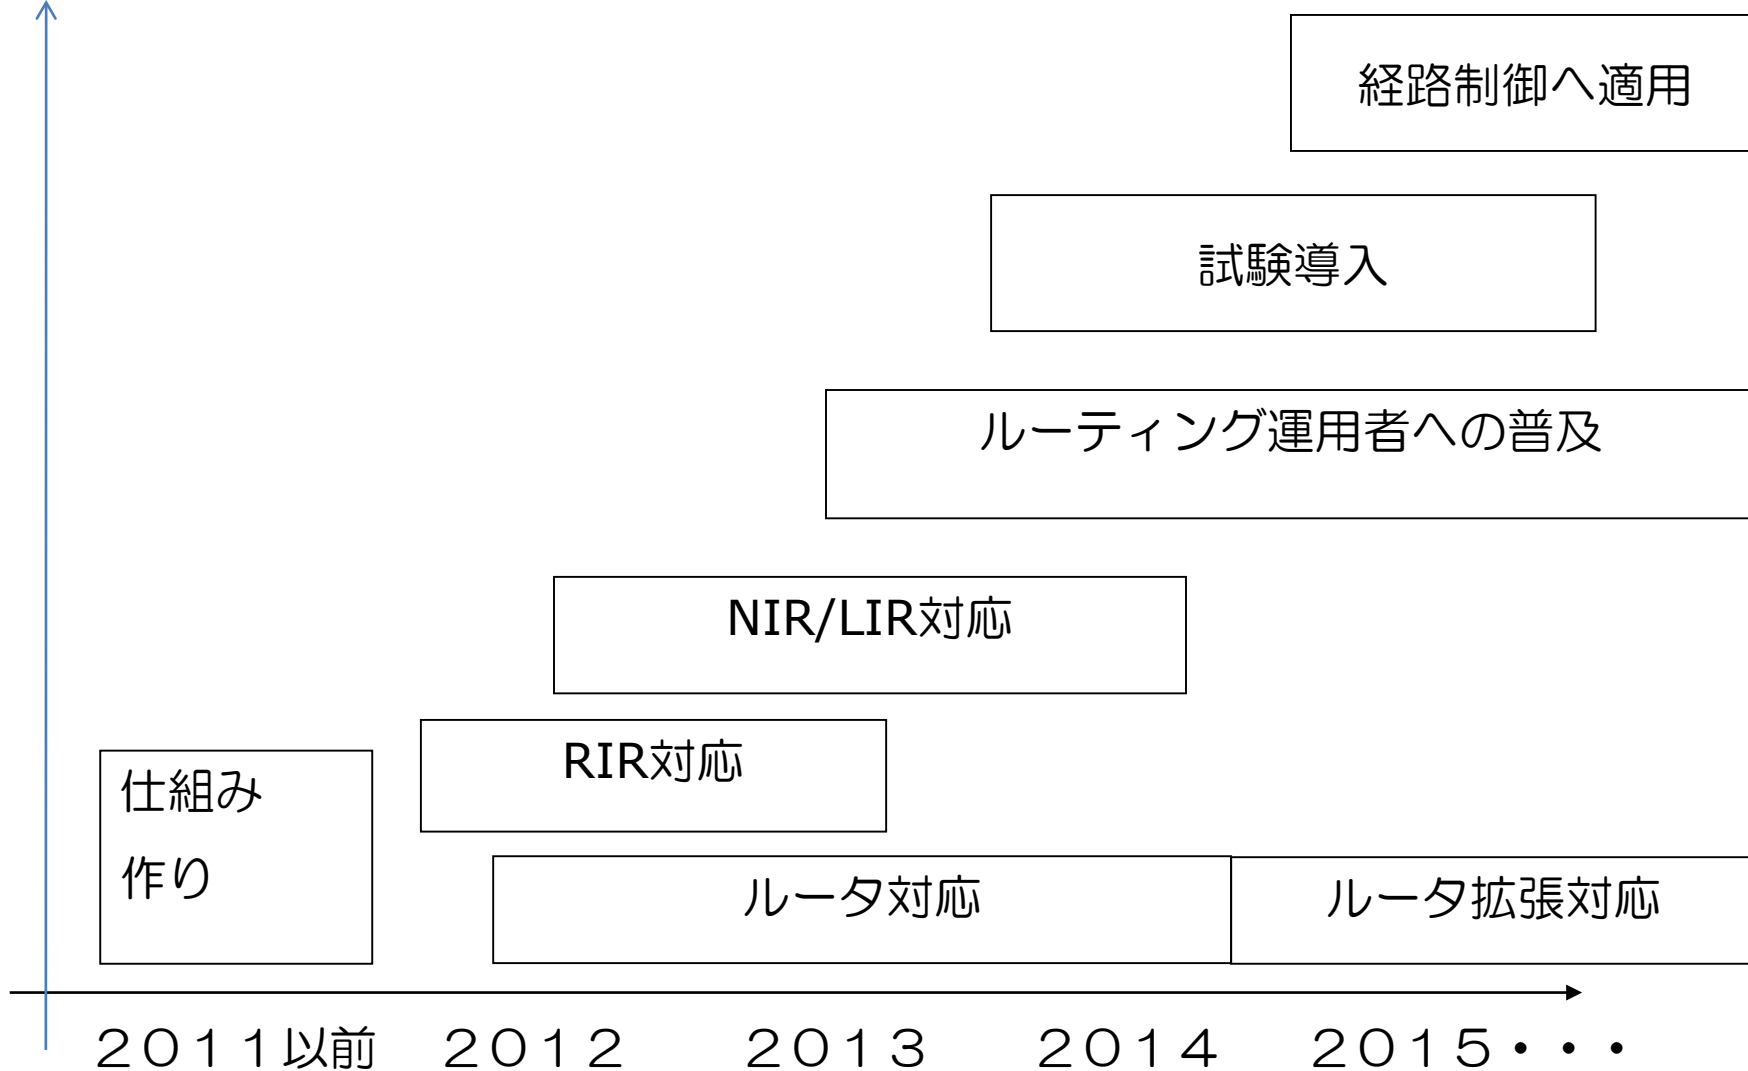 経路制御へ適用
試験導入
ルーティング運用者への普及
NIR/LIR対応
RIR対応
仕組み
作り
ルータ対応
ルータ拡張対応
２０１１以前
２０１２
２０１３
２０１４
２０１５・・・